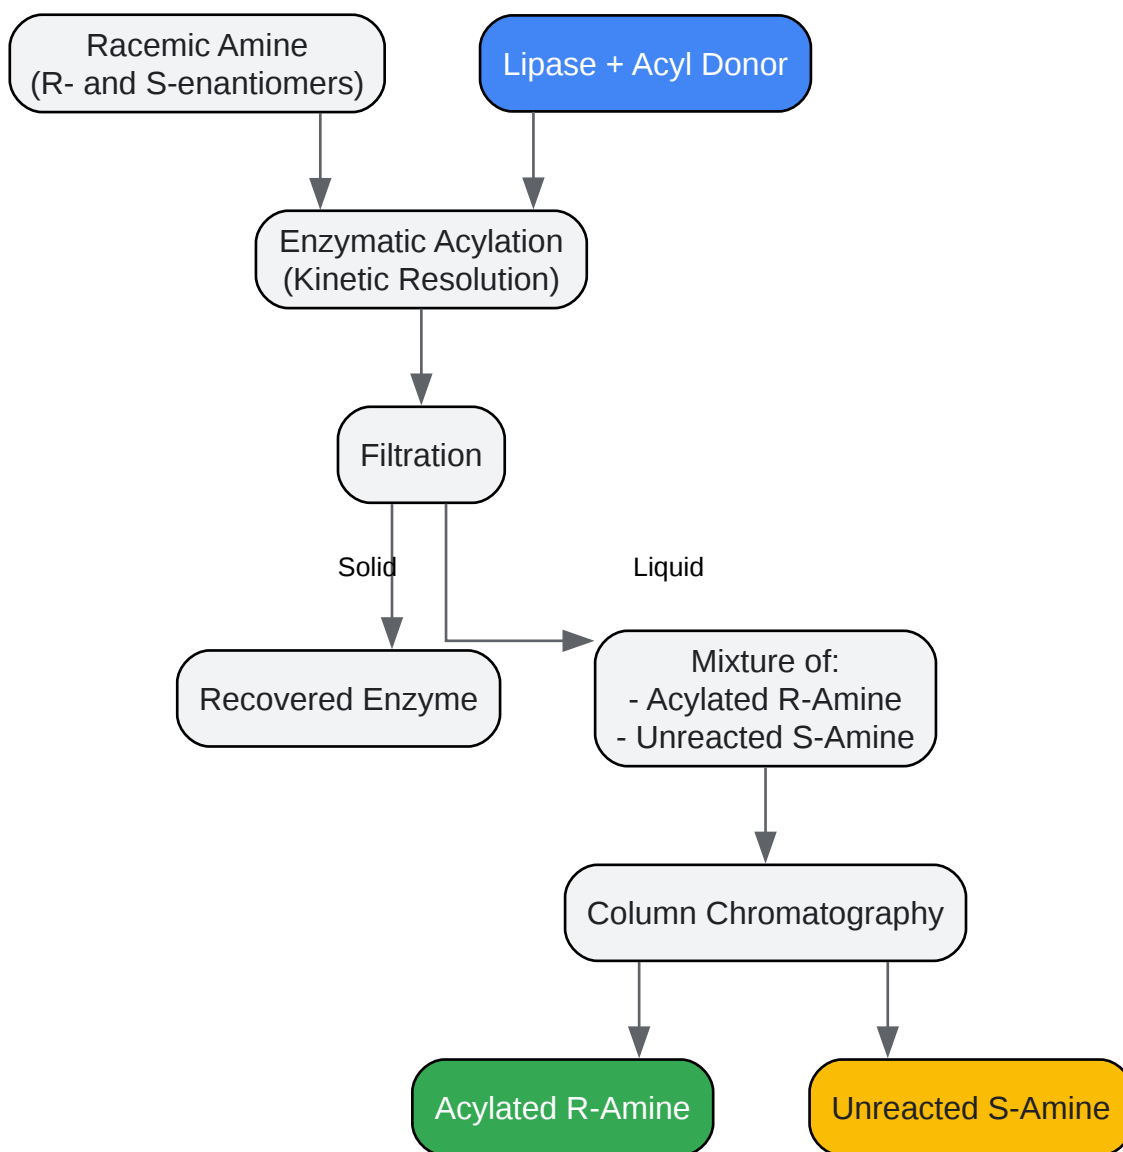 Racemic Amine
(R- and S-enantiomers)
Lipase + Acyl Donor
Enzymatic Acylation
(Kinetic Resolution)
Filtration
Solid
Liquid
Recovered Enzyme
Mixture of:
- Acylated R-Amine
- Unreacted S-Amine
Column Chromatography
Acylated R-Amine
Unreacted S-Amine